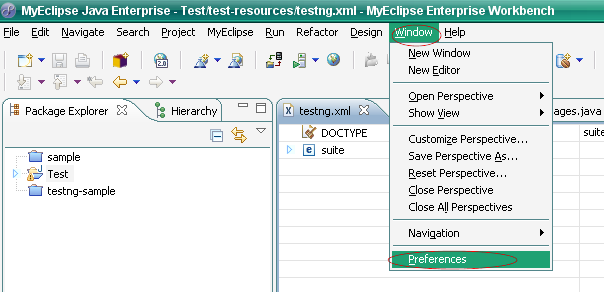 MyEclipse Java Enterprise - Test/test-resources/testng.xml - MyEclipse Enterprise Workbench
File Edit Navigate Search Project MyEclipse Run Refactor Design Window Help
New Window
New Editor
Open Perspective
Show View
Customize Perspective...
Save Perspective As...
Reset Perspective...
Close Perspective
Close All Perspectives
Navigation
Preferences
Package Explorer
Hierarchy
sample
Test
testng-sample
testng.xml
ages.java
DOCTYPE
suite
suite